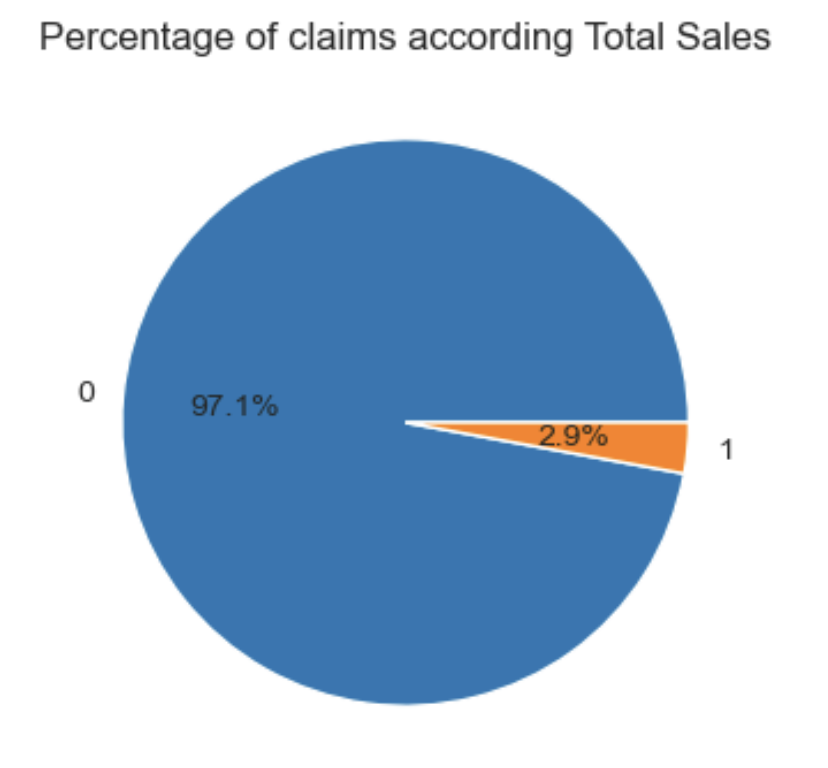 Percentage of claims according Total Sales
0
97.1%
2.9%
1